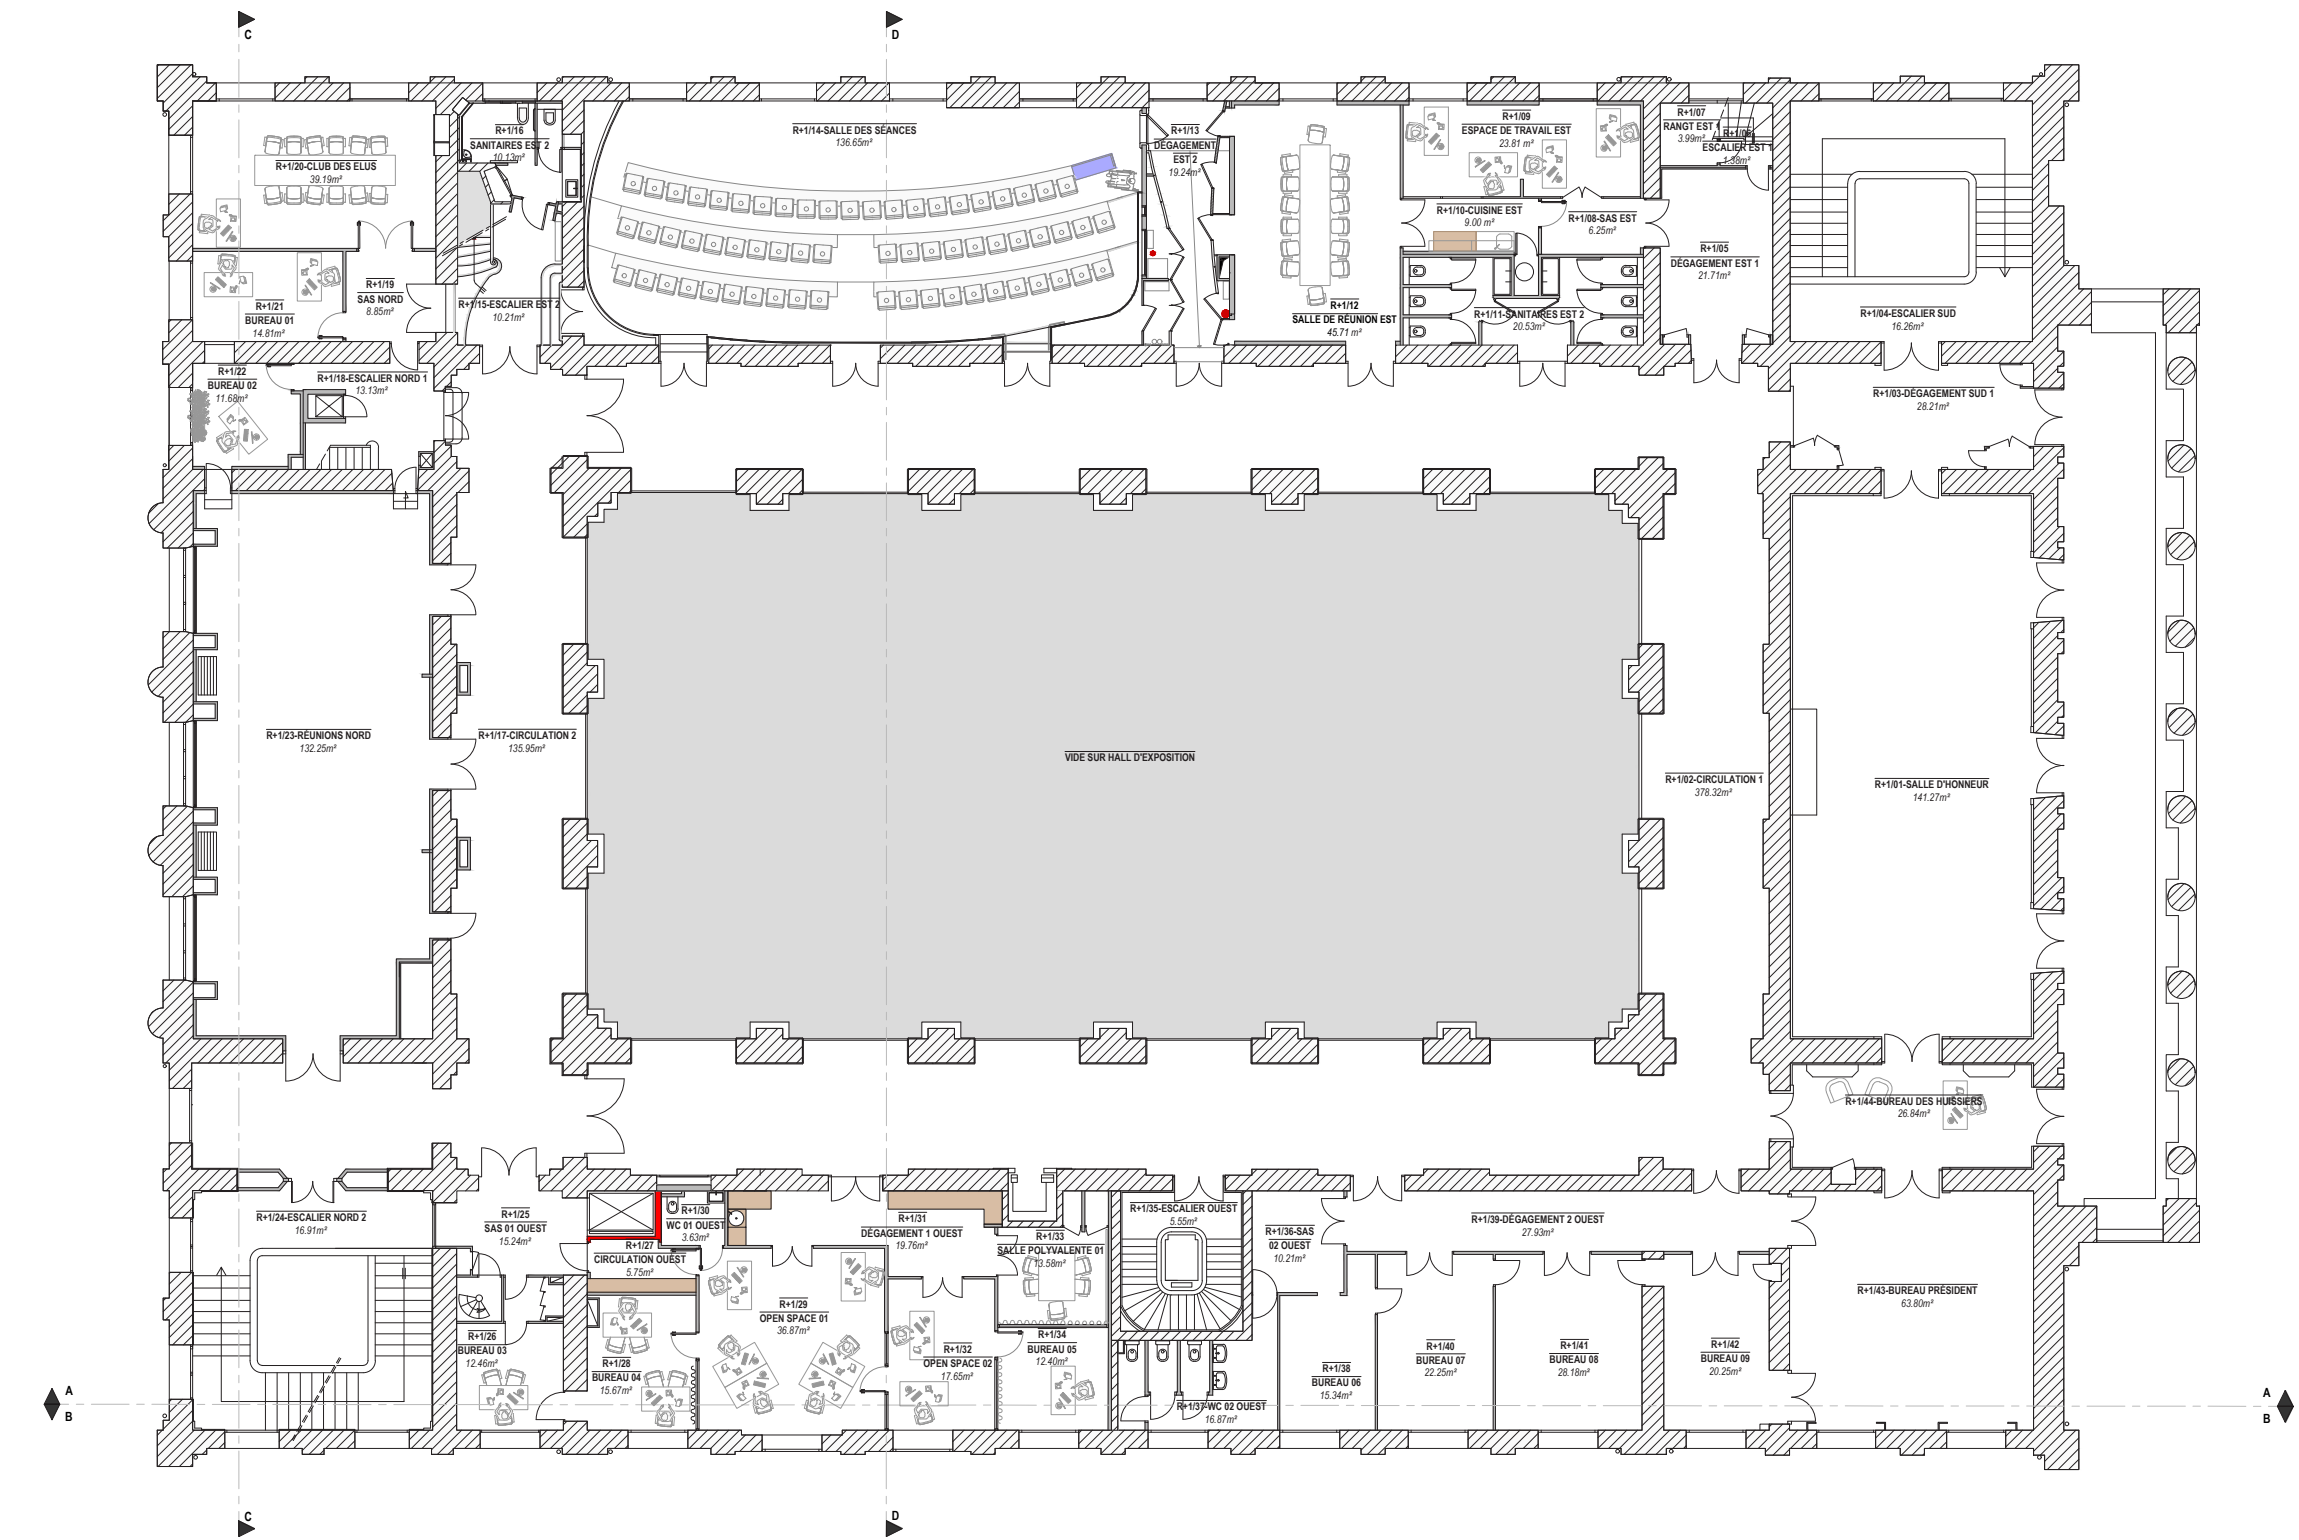 C
D
R+1/16
SANITAIRES EST 2
10.13m²
R+1/14-SALLE DES SÉANCES
136.65m²
R+1/13
DÉGAGEMENT
EST 2
19.24m²
R+1/09
ESPACE DE TRAVAIL EST
23.81 m²
R+1/07
RANGT EST 1
3.99m²
R+1/06
ESCALIER EST 1
1.38m²
R+1/20-CLUB DES ELUS
39.19m²
R+1/10-CUISINE EST
9.00 m²
R+1/08-SAS EST
6.25m²
R+1/05
DÉGAGEMENT EST 1
21.71m²
R+1/19
SAS NORD
8.85m²
R+1/21
BUREAU 01
14.81m²
R+1/15-ESCALIER EST 2
10.21m²
R+1/12
SALLE DE RÉUNION EST
45.71 m²
R+1/11-SANITAIRES EST 2
20.53m²
R+1/04-ESCALIER SUD
16.26m²
R+1/22
BUREAU 02
11.68m²
R+1/18-ESCALIER NORD 1
13.13m²
R+1/03-DÉGAGEMENT SUD 1
28.21m²
R+1/23-RÉUNIONS NORD
132.25m²
R+1/17-CIRCULATION 2
135.95m²
VIDE SUR HALL D'EXPOSITION
R+1/02-CIRCULATION 1
378.32m²
R+1/01-SALLE D'HONNEUR
141.27m²
R+1/44-BUREAU DES HUISSIERS
26.84m²
R+1/24-ESCALIER NORD 2
16.91m²
R+1/25
SAS 01 OUEST
15.24m²
R+1/30
WC 01 OUEST
3.63m²
R+1/27
CIRCULATION OUEST
5.75m²
R+1/31
DÉGAGEMENT 1 OUEST
19.76m²
R+1/33
SALLE POLYVALENTE 01
13.58m²
R+1/35-ESCALIER OUEST
5.55m²
R+1/36-SAS
02 OUEST
10.21m²
R+1/39-DÉGAGEMENT 2 OUEST
27.93m²
R+1/43-BUREAU PRÉSIDENT
63.80m²
R+1/29
OPEN SPACE 01
36.87m²
R+1/26
BUREAU 03
12.46m²
R+1/28
BUREAU 04
15.67m²
R+1/32
OPEN SPACE 02
17.65m²
R+1/34
BUREAU 05
12.40m²
R+1/38
BUREAU 06
15.34m²
R+1/40
BUREAU 07
22.25m²
R+1/41
BUREAU 08
28.18m²
R+1/42
BUREAU 09
20.25m²
R+1/37-WC 02 OUEST
16.87m²
A
B
A
B
C
D